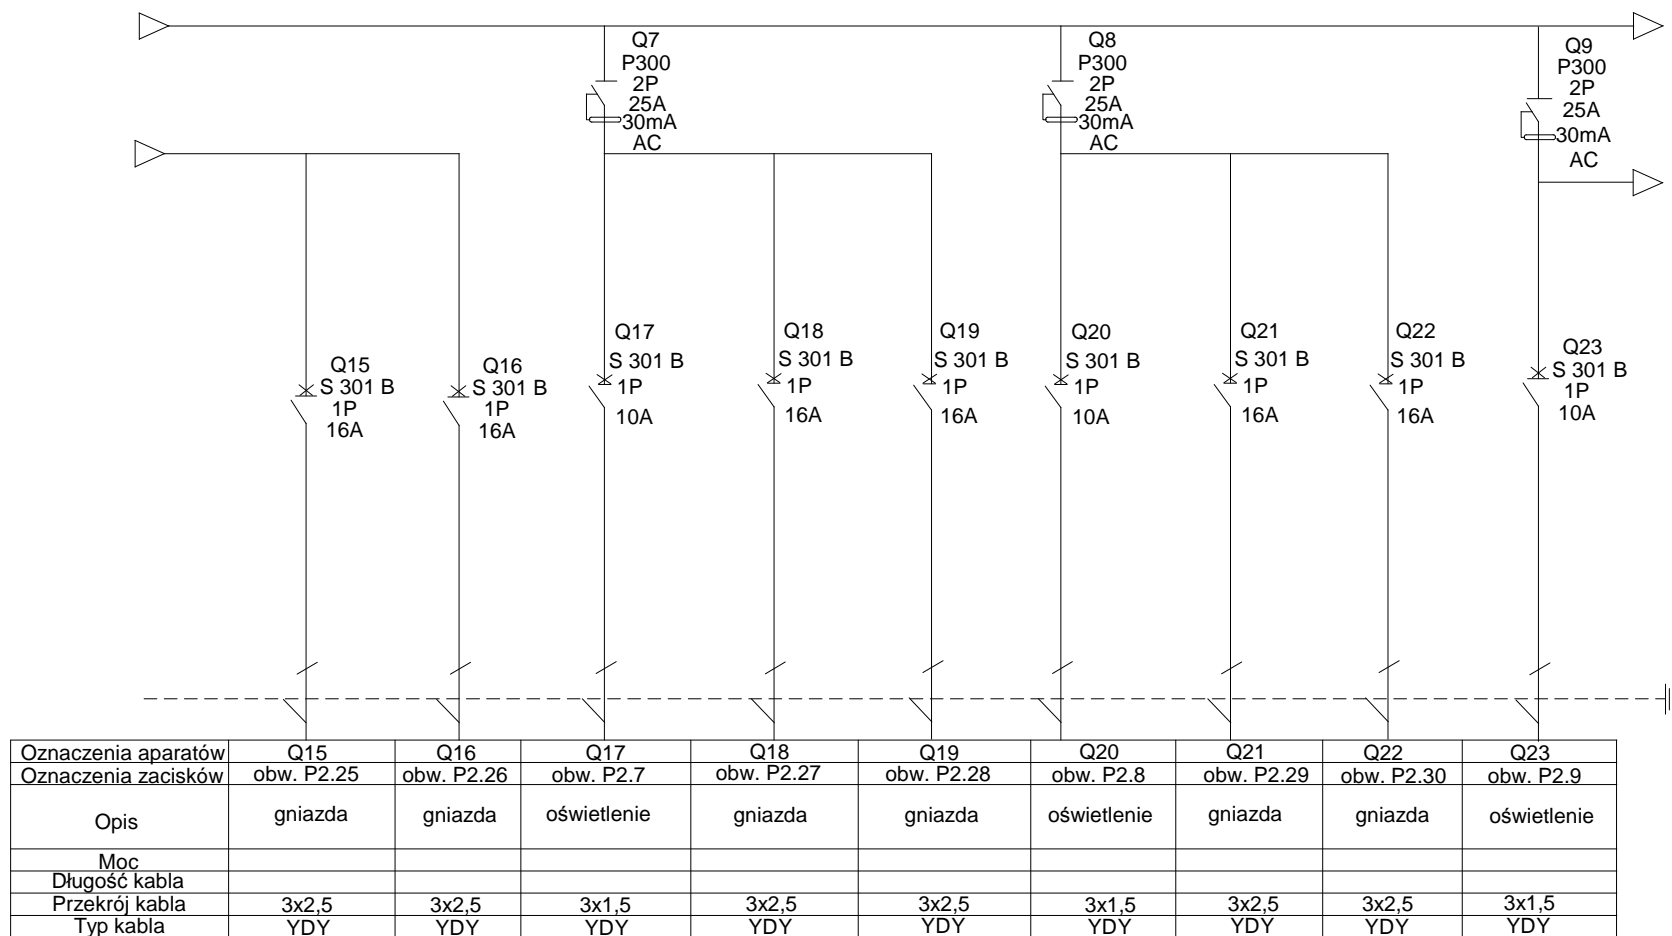 Q7
P300
2P
25A
30mA
AC
Q8
P300
2P
25A
30mA
AC
Q9
P300
2P
25A
30mA
AC
Q15
S 301 B
1P
16A
Q16
S 301 B
1P
16A
Q17
S 301 B
1P
10A
Q18
S 301 B
1P
16A
Q19
S 301 B
1P
16A
Q20
S 301 B
1P
10A
Q21
S 301 B
1P
16A
Q22
S 301 B
1P
16A
Q23
S 301 B
1P
10A
Oznaczenia aparatów Q15 Q16 Q17 Q18 Q19 Q20 Q21 Q22 Q23
Oznaczenia zacisków obw. P2.25 obw. P2.26 obw. P2.7 obw. P2.27 obw. P2.28 obw. P2.8 obw. P2.29 obw. P2.30 obw. P2.9
Opis gniazda gniazda oświetlenie gniazda gniazda oświetlenie gniazda gniazda oświetlenie
Moc
Długość kabla
Przekrój kabla 3x2,5 3x2,5 3x1,5 3x2,5 3x2,5 3x1,5 3x2,5 3x2,5 3x1,5
Typ kabla YDY YDY YDY YDY YDY YDY YDY YDY YDY